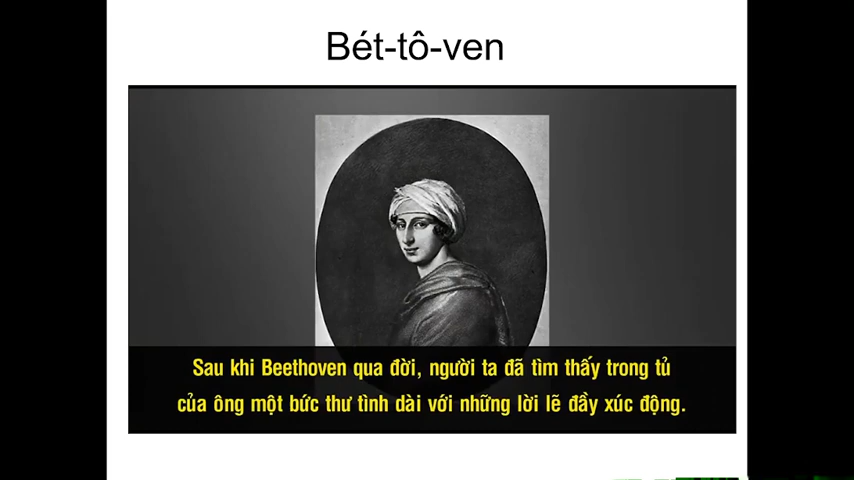 Bét-tô-ven
Sau khi Beethoven qua đời, người ta đã tìm thấy trong tủ
của ông một bức thư tình dài với những lời lẽ đầy xúc động.